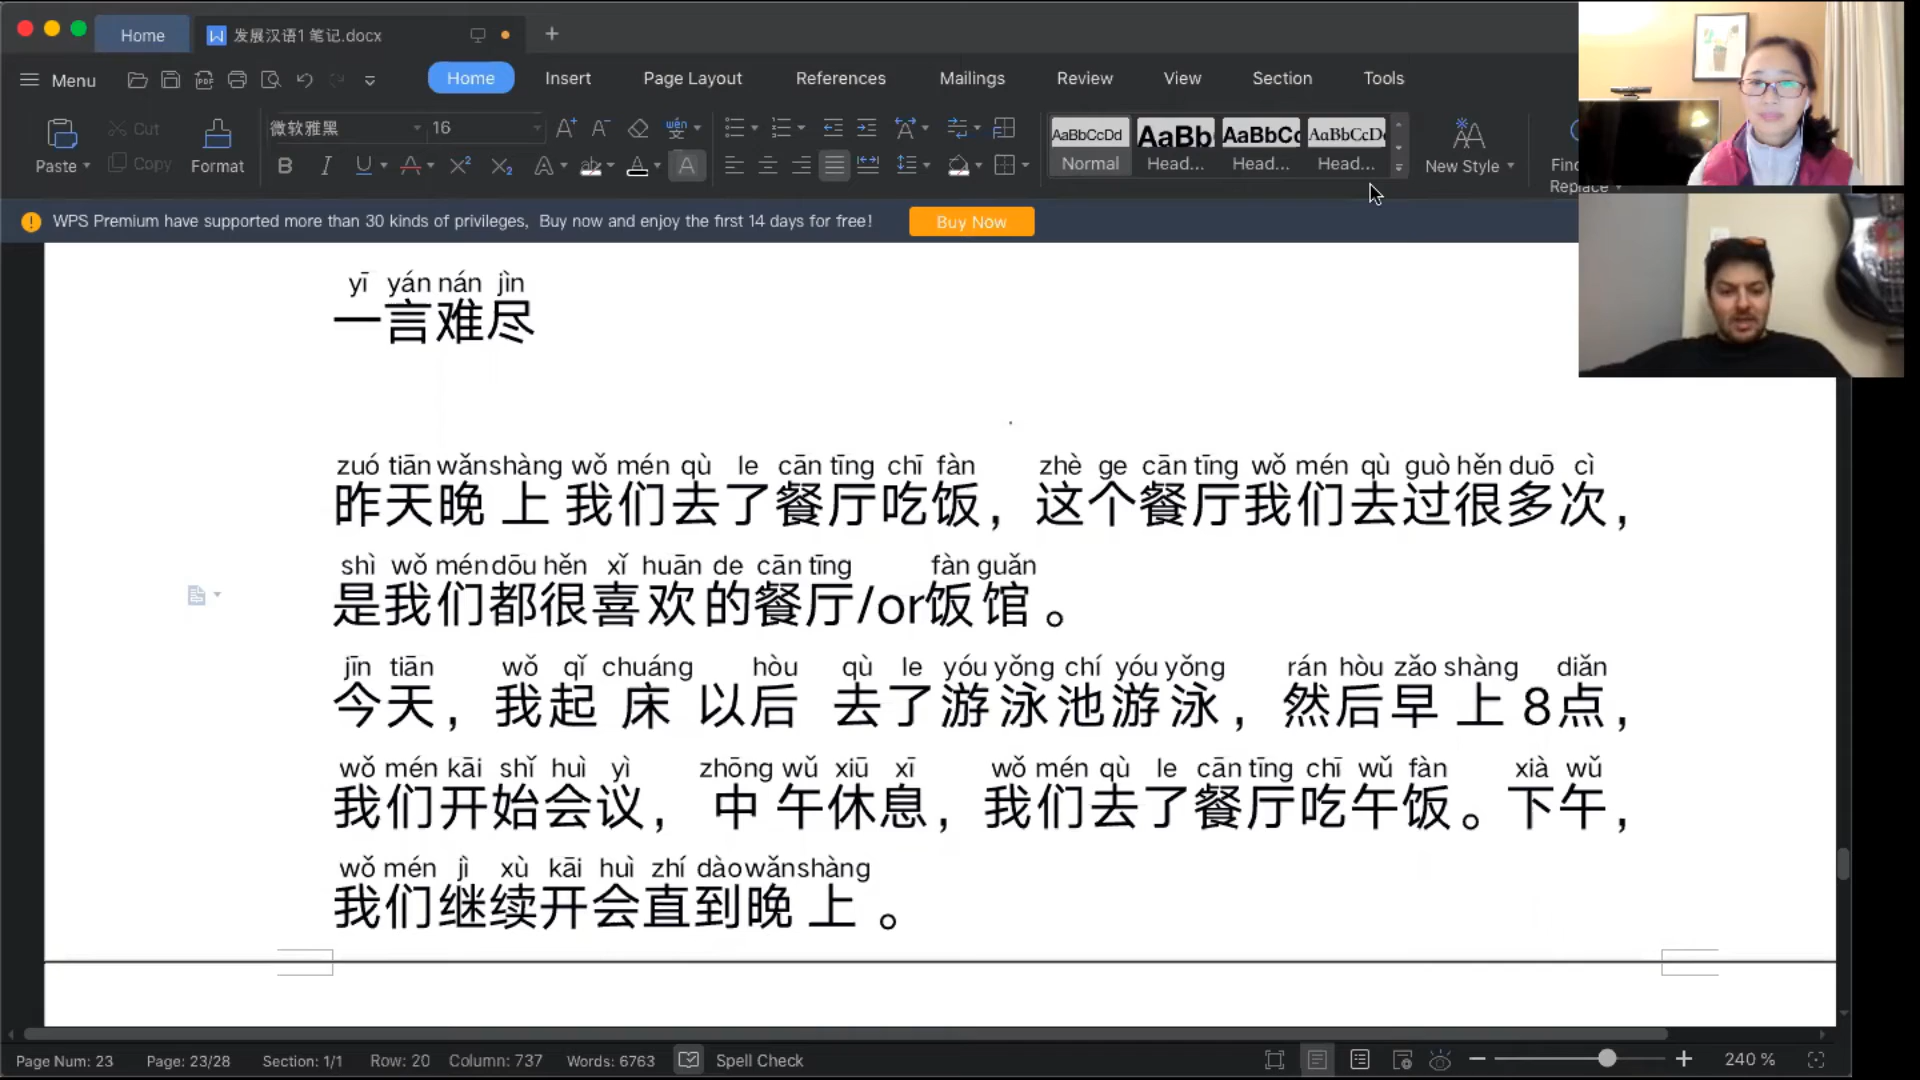 Home 发展汉语1 笔记.docx
Menu Home Insert Page Layout References Mailings Review View Section Tools
Paste Cut Copy Format 微软雅黑 16
AaBbCcDd Normal AaBb Head... AaBbCc Head... AaBbCcD Head... New Style Find Replace
WPS Premium have supported more than 30 kinds of privileges, Buy now and enjoy the first 14 days for free! Buy Now
yī yán nán jìn
一言难尽
zuó tiān wǎn shàng wǒ mén qù le cān tīng chī fàn zhè ge cān tīng wǒ mén qù guò hěn duō cì
昨天晚上我们去了餐厅吃饭，这个餐厅我们去过很多次，
shì wǒ mén dōu hěn xǐ huān de cān tīng fàn guǎn
是我们都很喜欢的餐厅/or饭馆。
jīn tiān wǒ qǐ chuáng hòu qù le yóu yǒng chí yóu yǒng rán hòu zǎo shàng diǎn
今天，我起床以后去了游泳池游泳，然后早上8点，
wǒ mén kāi shǐ huì yì zhōng wǔ xiū xī wǒ mén qù le cān tīng chī wǔ fàn xià wǔ
我们开始会议，中午休息，我们去了餐厅吃午饭。下午，
wǒ mén jì xù kāi huì zhí dào wǎn shàng
我们继续开会直到晚上。
Page Num: 23 Page: 23/28 Section: 1/1 Row: 20 Column: 737 Words: 6763 Spell Check 240 %